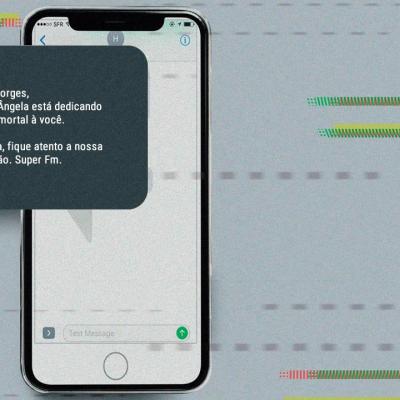 SFR
H
orges,
Ângela está dedicando
mortal à você.
, fique atento a nossa
ão. Super Fm.
Text Message